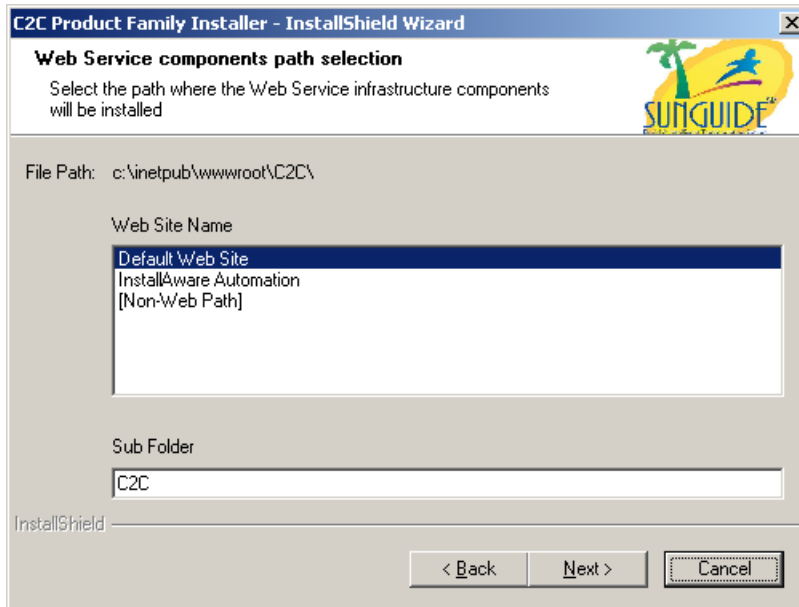 C2C Product Family Installer - InstallShield Wizard
Web Service components path selection
Select the path where the Web Service infrastructure components
will be installed
SUNGUIDE
File Path: c:\inetpub\wwwroot\C2C\
Web Site Name
Default Web Site
InstallAware Automation
[Non-Web Path]
Sub Folder
C2C
InstallShield
< Back Next > Cancel